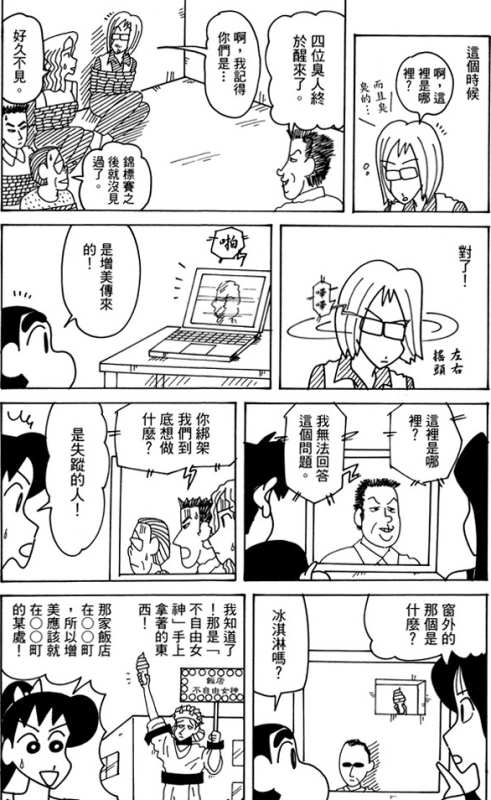 這個時候
啊，這
裡是哪
裡？
而且
臭
臭的…
四位臭人終
於醒來了。
啊，我記得
你們是…
好久不見。
錦標賽之
後就沒見
過了。
對了！
嗶
嗶
左右
搖頭
啪
是增美傳來
的！
這裡是哪
裡？
我無法回答
這個問題。
你綁架
我們到
底想做
什麼？
是失蹤的人！
窗外的
那個是
什麼？
冰淇淋嗎？
我知道了
！那是「
不自由女
神」手上
拿著的東
西！
飯店
不自由女神
那家飯店
在○○町
，所以增
美應該就
在○○町
的某處！